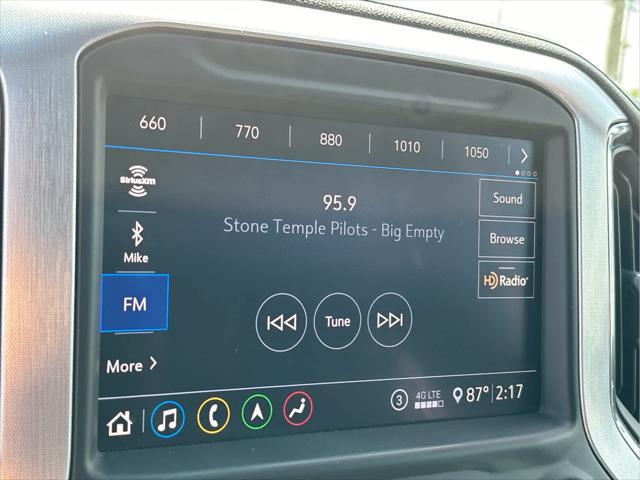 660 770 880 1010 1050
SiriusXM
95.9
Sound
Stone Temple Pilots - Big Empty
Mike
Browse
FM
HD Radio
Tune
More
3 4G LTE 87° 2:17